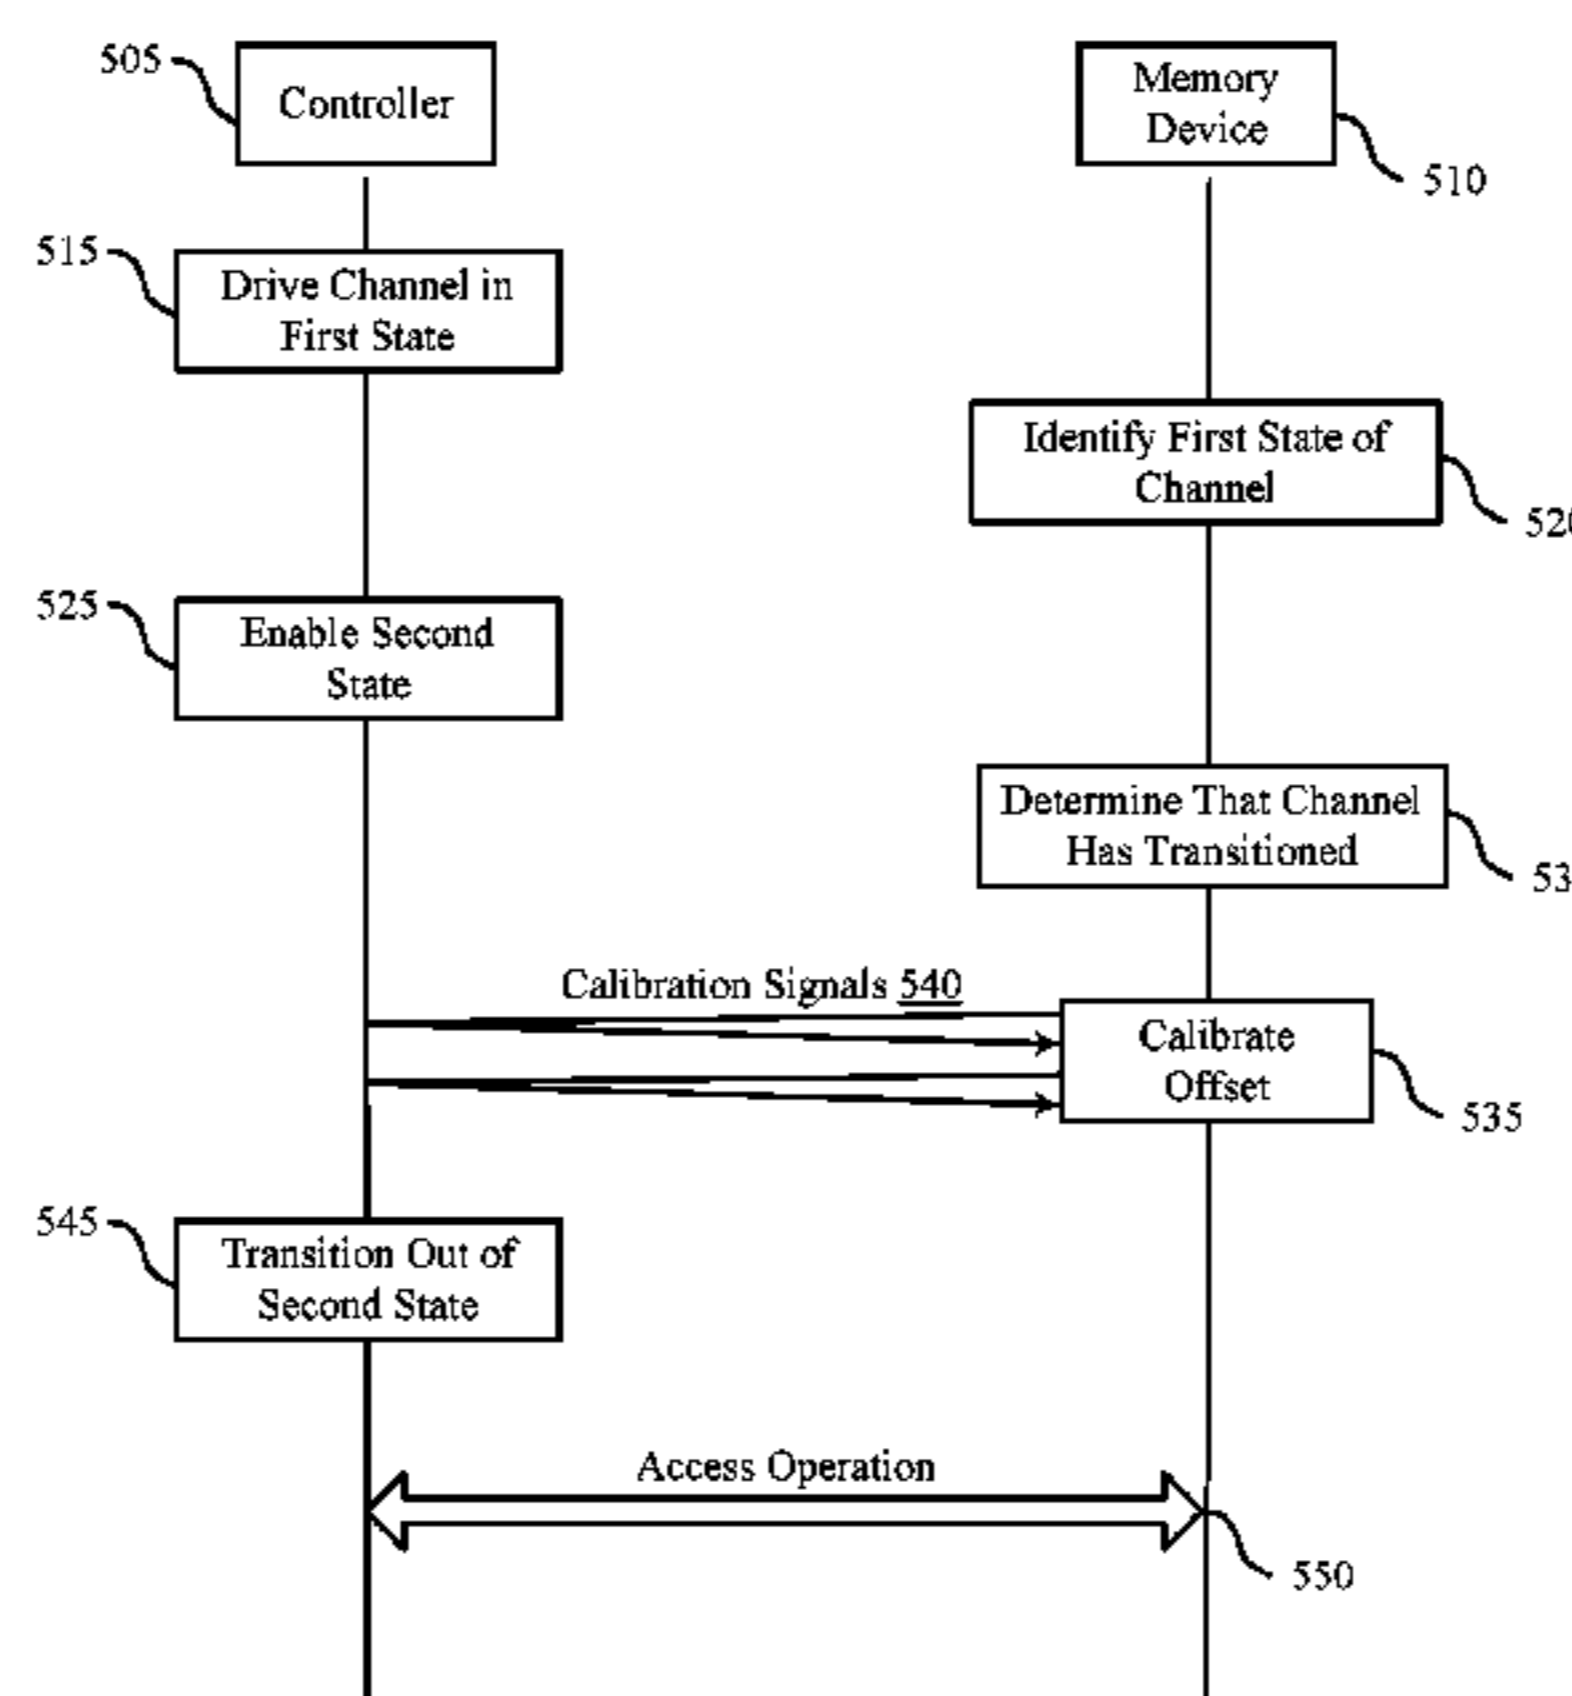 505
Controller
Memory
Device
510
515
Drive Channel in
First State
Identify First State of
Channel
520
525
Enable Second
State
Determine That Channel
Has Transitioned
53
Calibration Signals 540
Calibrate
Offset
535
545
Transition Out of
Second State
Access Operation
550